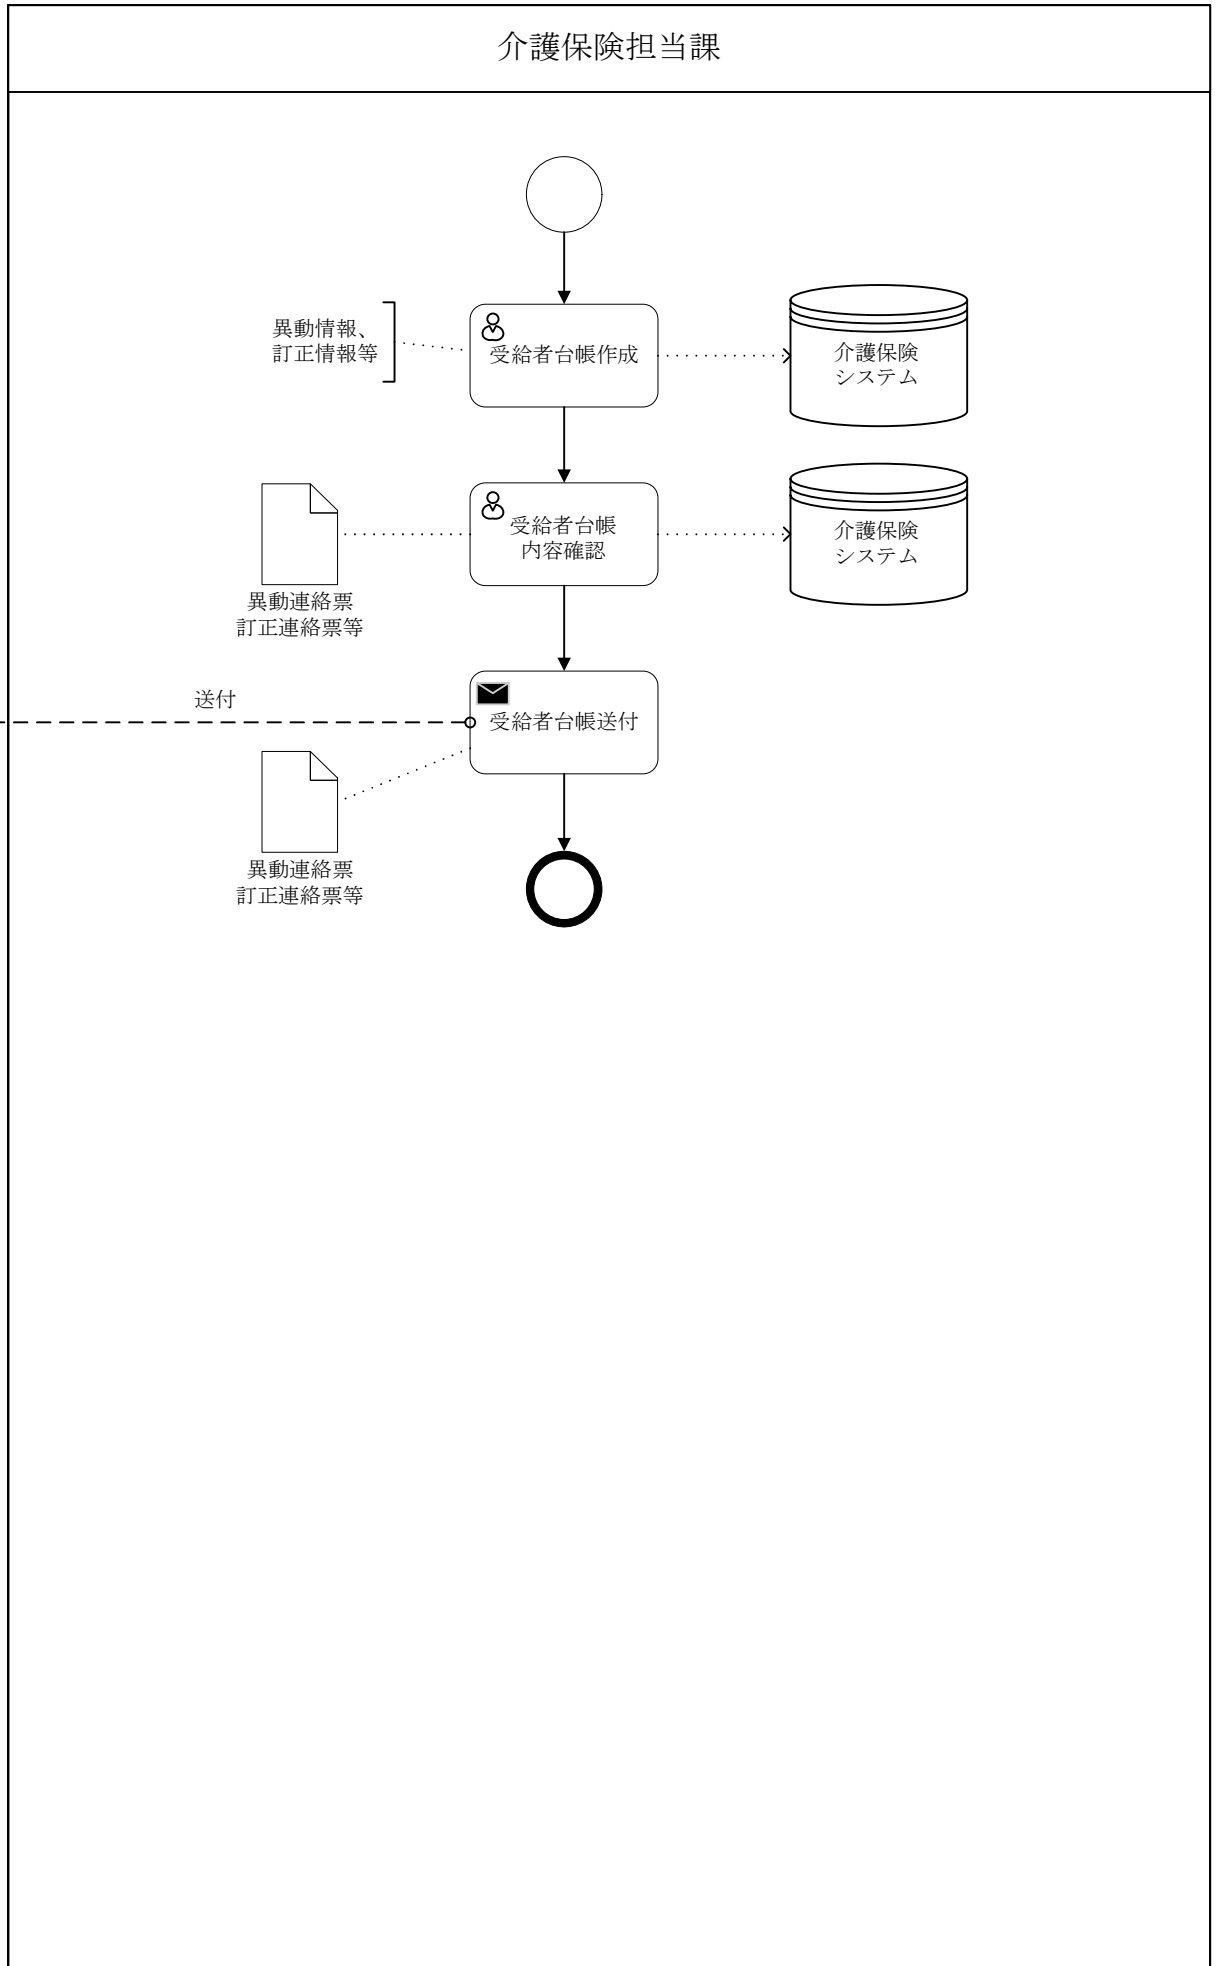 介護保険担当課
異動情報、
訂正情報等
受給者台帳作成
介護保険
システム
受給者台帳
内容確認
介護保険
システム
異動連絡票
訂正連絡票等
送付
受給者台帳送付
異動連絡票
訂正連絡票等